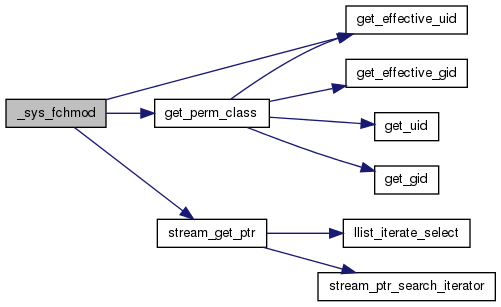 get_effective_uid
get_effective_gid
_sys_fchmod
get_perm_class
get_uid
get_gid
stream_get_ptr
llist_iterate_select
stream_ptr_search_iterator